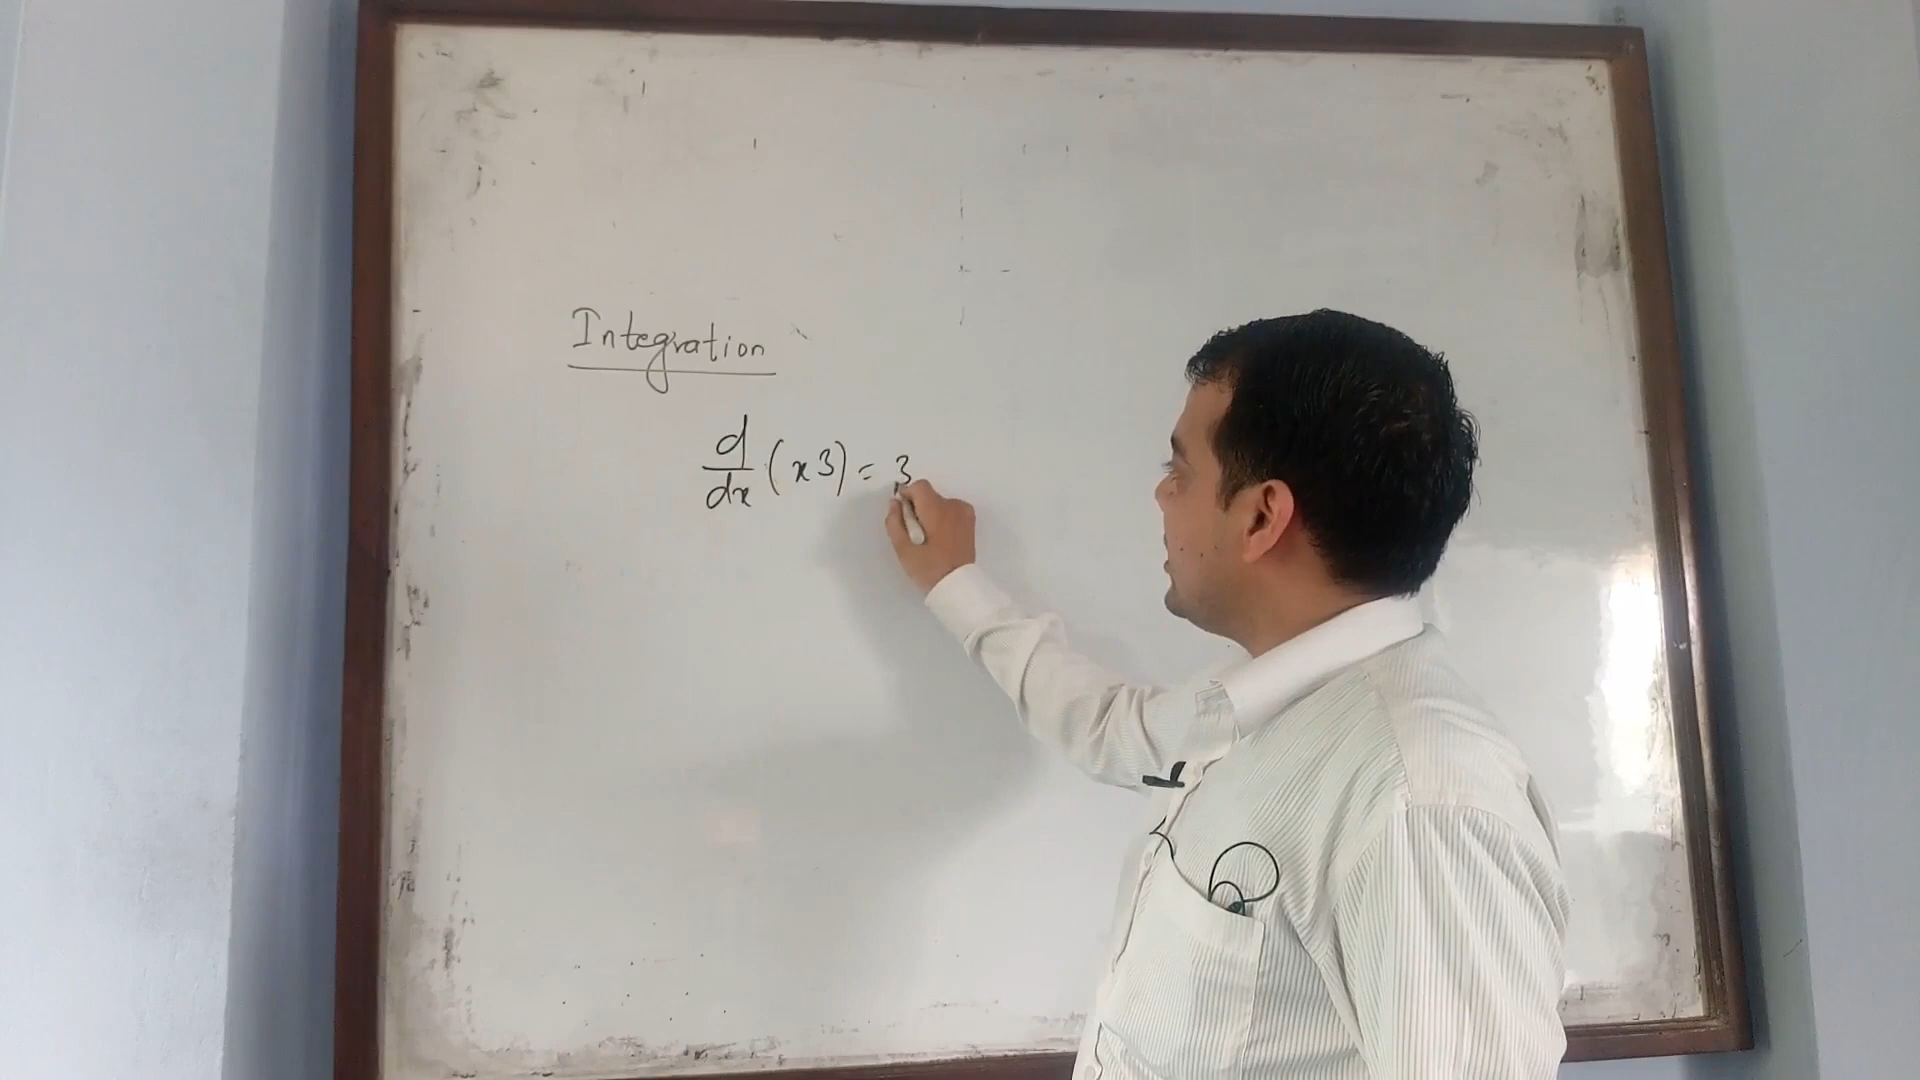 Integration
d/dx (x3) = 3